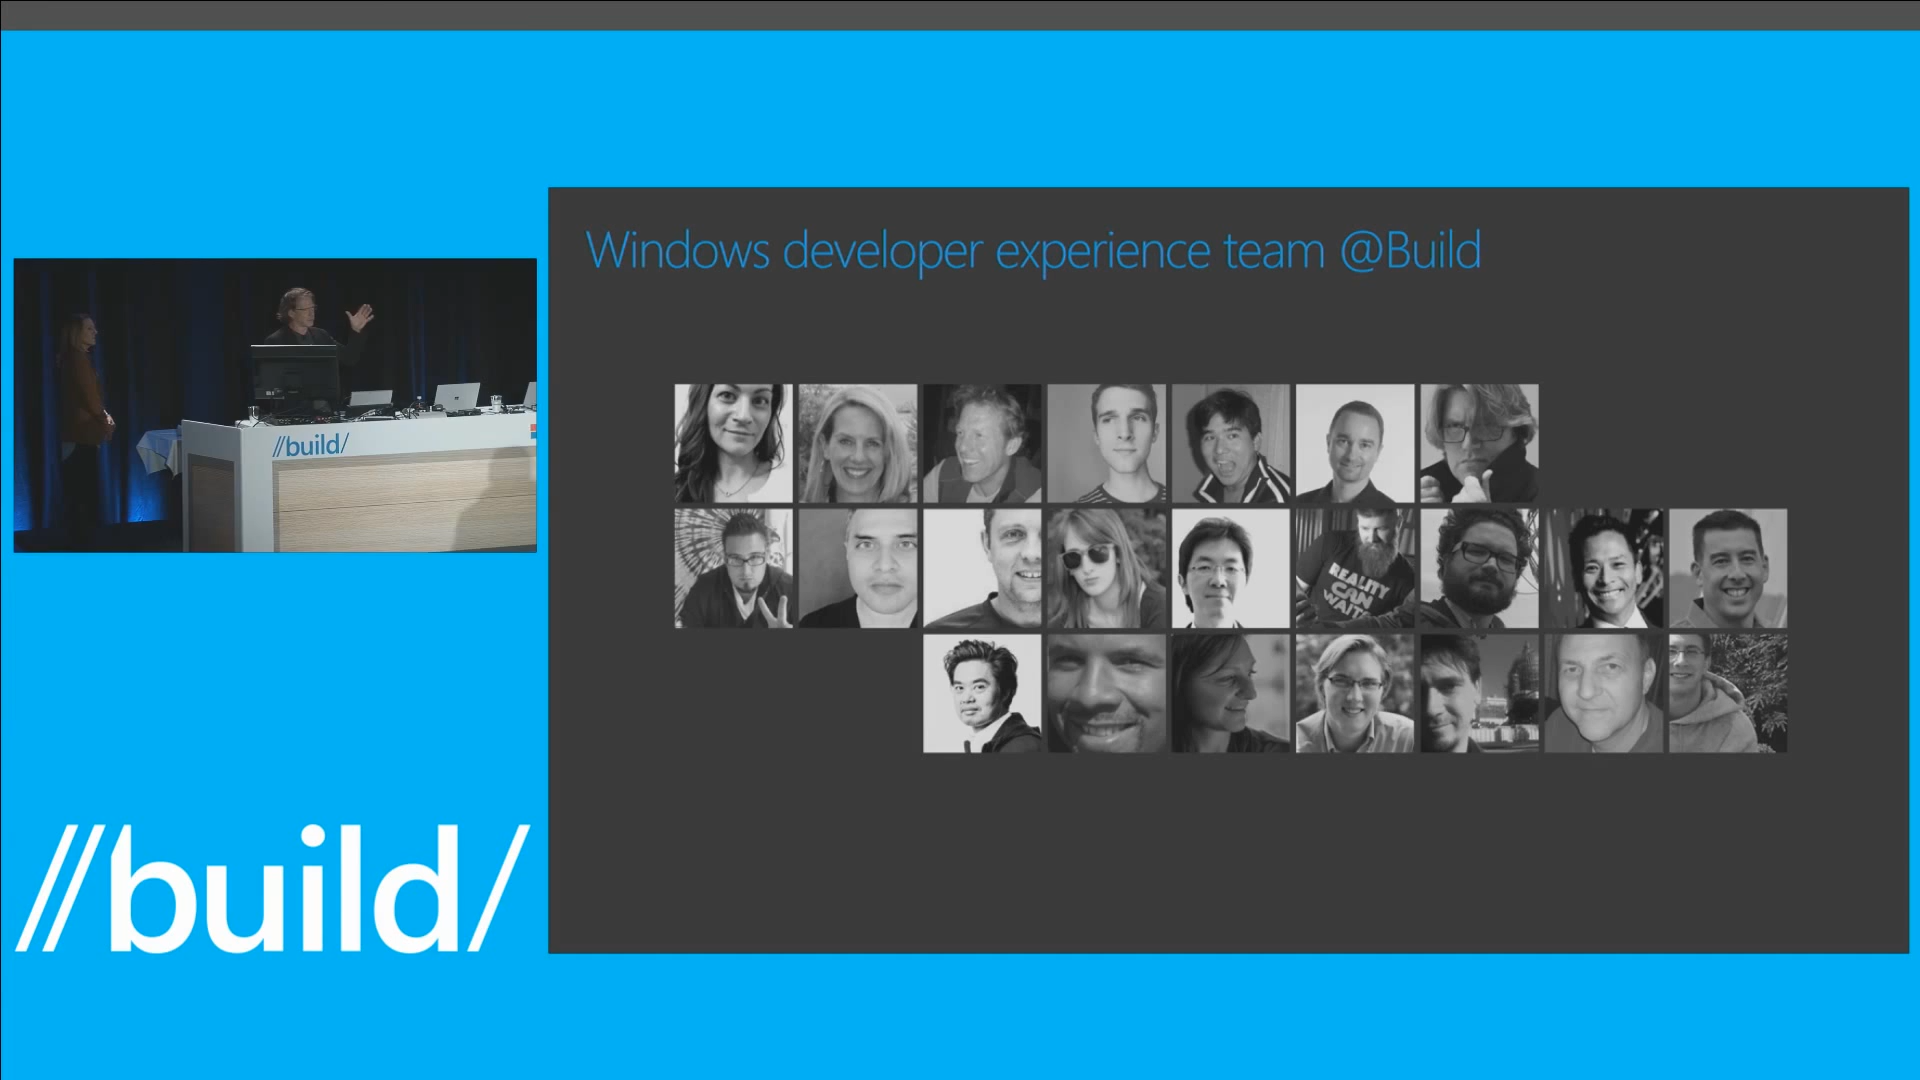 Windows developer experience team @Build
//build/
REALITY
CAN
WAIT
//build/